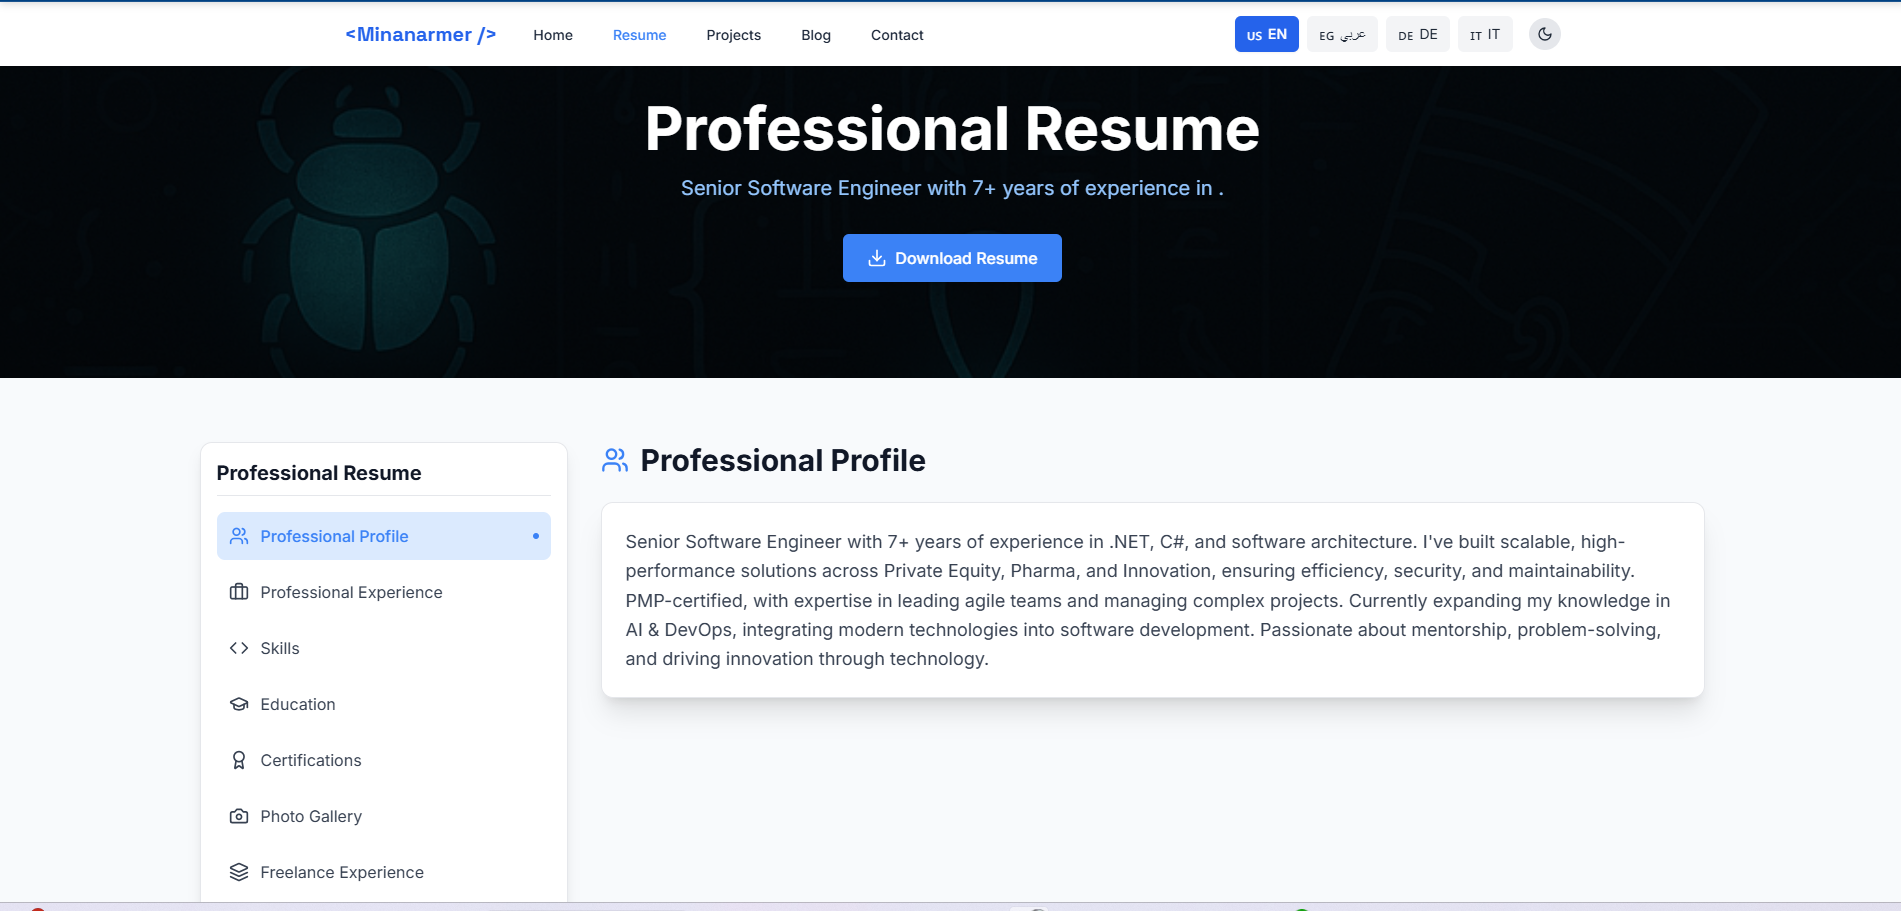 <Minanarmer />
Home
Resume
Projects
Blog
Contact
US EN
EG عربي
DE DE
IT IT
Professional Resume
Senior Software Engineer with 7+ years of experience in .
Download Resume
Professional Resume
Professional Profile
Professional Experience
Skills
Education
Certifications
Photo Gallery
Freelance Experience
Professional Profile
Senior Software Engineer with 7+ years of experience in .NET, C#, and software architecture. I've built scalable, high-
performance solutions across Private Equity, Pharma, and Innovation, ensuring efficiency, security, and maintainability.
PMP-certified, with expertise in leading agile teams and managing complex projects. Currently expanding my knowledge in
AI & DevOps, integrating modern technologies into software development. Passionate about mentorship, problem-solving,
and driving innovation through technology.